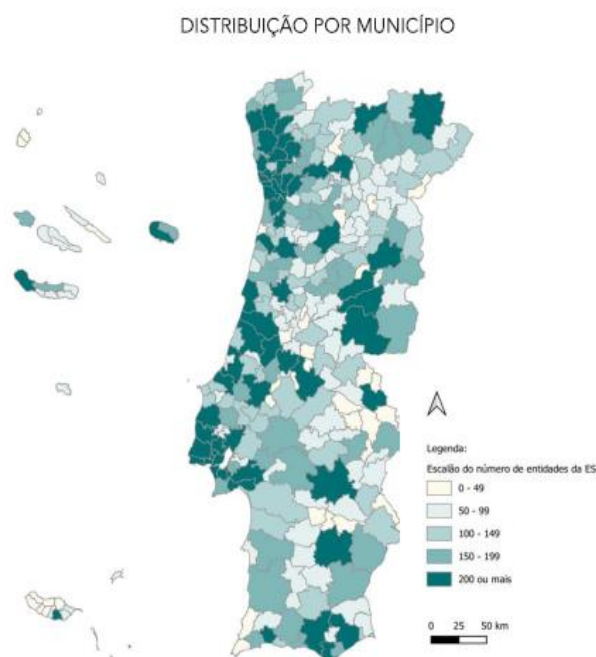 DISTRIBUIÇÃO POR MUNICÍPIO
Legenda:
Escalão do número de entidades da ES
0 - 49
50 - 99
100 - 149
150 - 199
200 ou mais
0 25 50 km